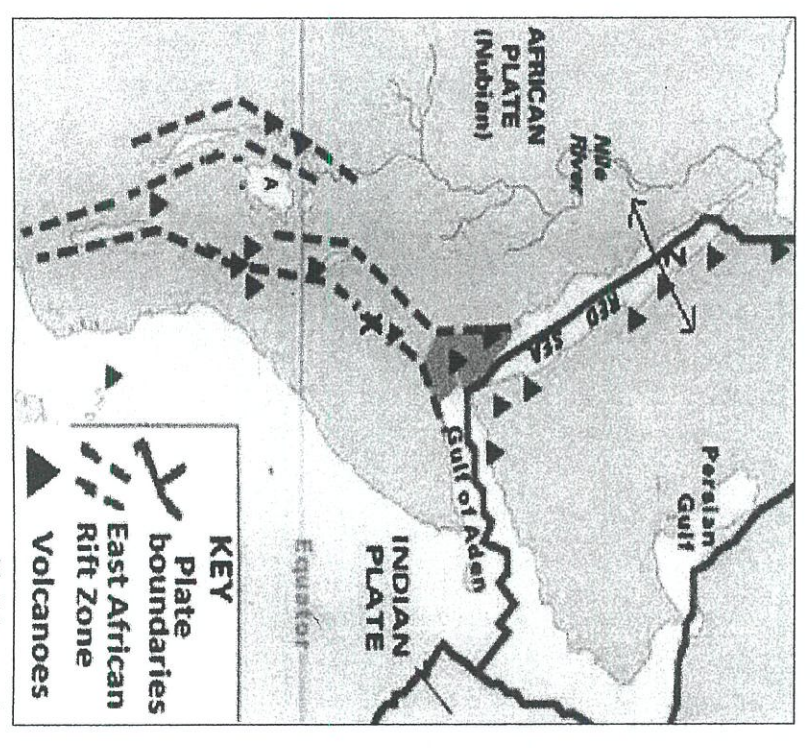 AFRICAN
PLATE
(Nubian)
Nile
River
RED SEA
Persian
Gulf
Gulf of Aden
A
X
INDIAN
PLATE
Equator
KEY
Plate
boundaries
East African
Rift Zone
Volcanoes